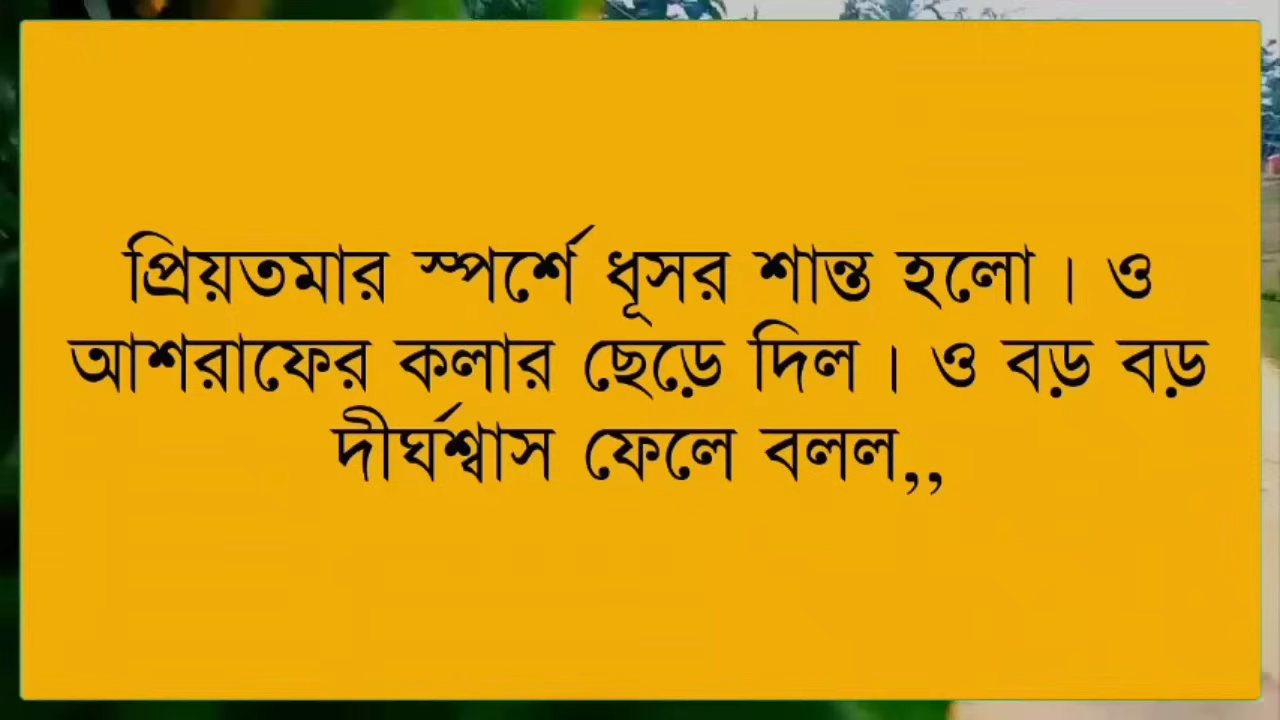 প্রিয়তমার স্পর্শে ধূসর শান্ত হলো। ও
আশরাফের কলার ছেড়ে দিল। ও বড় বড়
দীর্ঘশ্বাস ফেলে বলল,,